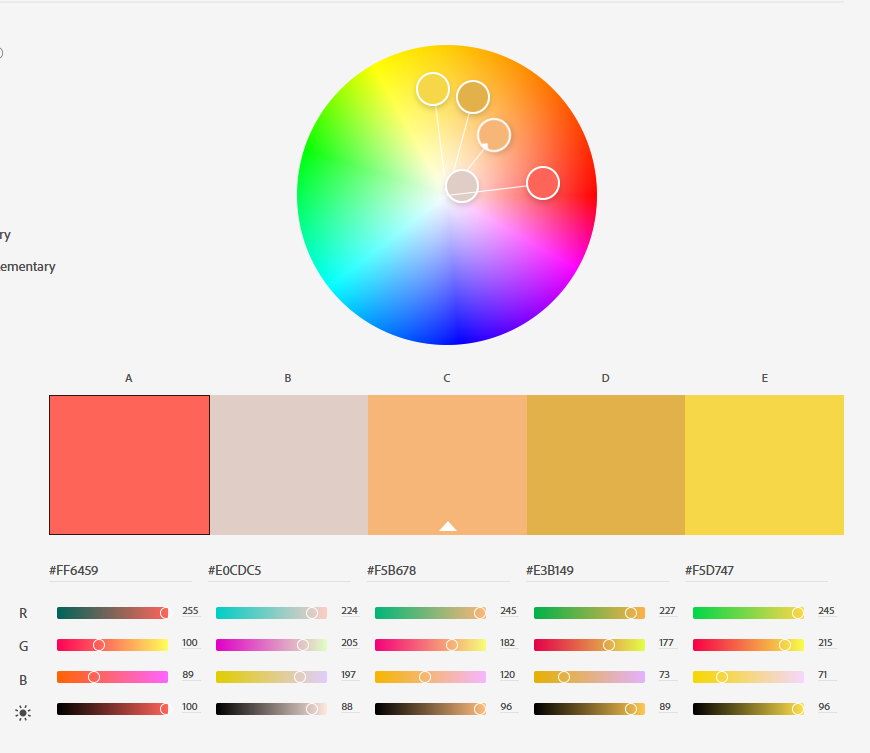 ry
ementary
A B C D E
#FF6459 #E0CDC5 #F5B678 #E3B149 #F5D747
R 255 224 245 227 245
G 100 205 182 177 215
B 89 197 120 73 71
100 88 96 89 96